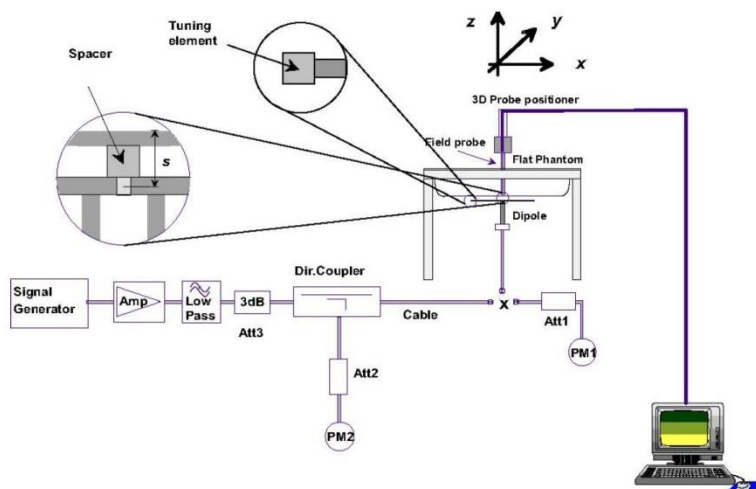 Tuning
element
z
y
x
Spacer
3D Probe positioner
Field probe
Flat Phantom
s
Dipole
Dir.Coupler
Signal
Generator
Amp
Low
Pass
3dB
Att3
Cable
x
Att1
PM1
Att2
PM2